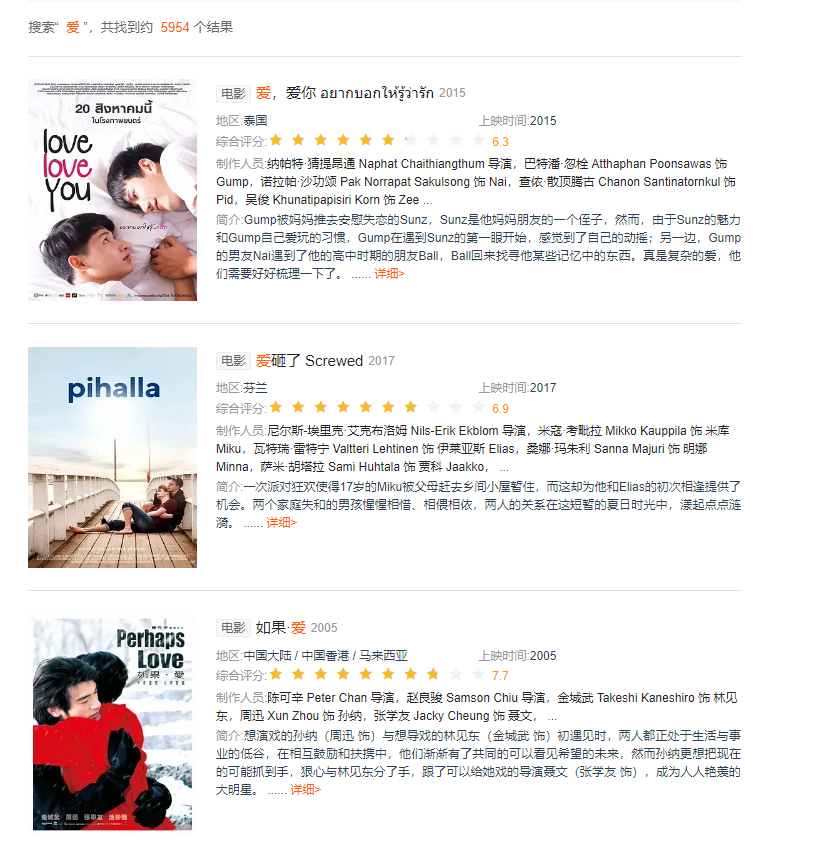 搜索“ 爱 ”，共找到约 5954 个结果
20 สิงหาคมนี้
ในโรงภาพยนตร์
love
love
you
电影 爱，爱你 อยากบอกให้รู้ว่ารัก 2015
地区:泰国 上映时间:2015
综合评分: 6.3
制作人员:纳帕特·猜提昂通 Naphat Chaithiangthum 导演，巴特潘·忽栓 Atthaphan Poonsawas 饰
Gump，诺拉帕·沙功颂 Pak Norrapat Sakulsong 饰 Nai，查侬·散顶腾古 Chanon Santinatornkul 饰
Pid，吴俊 Khunatipapisiri Korn 饰 Zee ...
简介:Gump被妈妈推去安慰失恋的Sunz，Sunz是他妈妈朋友的一个侄子，然而，由于Sunz的魅力
和Gump自己爱玩的习惯，Gump在遇到Sunz的第一眼开始，感觉到了自己的动摇；另一边，Gump
的男友Nai遇到了他的高中时期的朋友Ball，Ball回来找寻他某些记忆中的东西。真是复杂的爱，他
们需要好好梳理一下了。 ...... 详细>
pihalla
电影 爱砸了 Screwed 2017
地区:芬兰 上映时间:2017
综合评分: 6.9
制作人员:尼尔斯-埃里克·艾克布洛姆 Nils-Erik Ekblom 导演，米寇·考毗拉 Mikko Kauppila 饰 米库
Miku，瓦特瑞·雷特宁 Valtteri Lehtinen 饰 伊莱亚斯 Elias，桑娜·玛朱利 Sanna Majuri 饰 明娜
Minna，萨米·胡塔拉 Sami Huhtala 饰 贾科 Jaakko， ...
简介:一次派对狂欢使得17岁的Miku被父母赶去乡间小屋暂住，而这却为他和Elias的初次相逢提供了
机会。两个家庭失和的男孩惺惺相惜、相偎相依，两人的关系在这短暂的夏日时光中，漾起点点涟
漪。 ...... 详细>
Perhaps
Love
如果·愛
电影 如果·爱 2005
地区:中国大陆 / 中国香港 / 马来西亚 上映时间:2005
综合评分: 7.7
制作人员:陈可辛 Peter Chan 导演，赵良骏 Samson Chiu 导演，金城武 Takeshi Kaneshiro 饰 林见
东，周迅 Xun Zhou 饰 孙纳，张学友 Jacky Cheung 饰 聂文， ...
简介:想演戏的孙纳（周迅 饰）与想导戏的林见东（金城武 饰）初遇见时，两人都正处于生活与事
业的低谷，在相互鼓励和扶携中，他们渐渐有了共同的可以看见希望的未来，然而孙纳更想把现在
的可能抓到手，狠心与林见东分了手，跟了可以给她戏的导演聂文（张学友 饰），成为人人艳羡的
大明星。 ...... 详细>
金城武 周迅 張學友 池珍熙